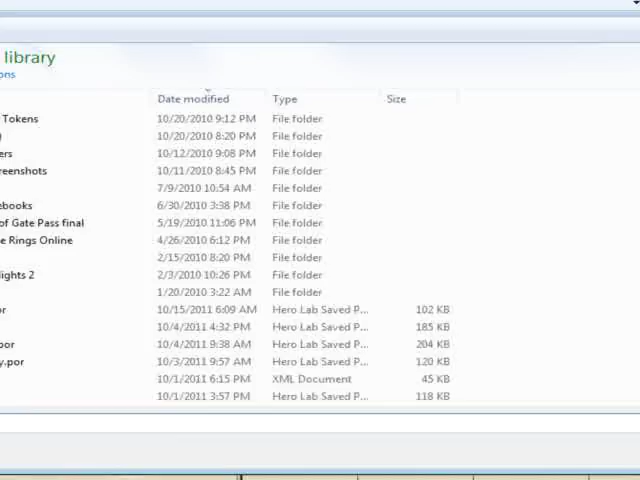 library
ons
Date modified Type Size
Tokens 10/20/2010 9:12 PM File folder
10/20/2010 8:20 PM File folder
ers 10/12/2010 9:08 PM File folder
reenshots 10/11/2010 8:45 PM File folder
7/9/2010 10:54 AM File folder
ebooks 6/30/2010 3:38 PM File folder
of Gate Pass final 5/19/2010 11:06 PM File folder
e Rings Online 4/26/2010 6:12 PM File folder
2/15/2010 8:20 PM File folder
lights 2 2/3/2010 10:26 PM File folder
1/20/2010 3:22 AM File folder
or 10/15/2011 6:09 AM Hero Lab Saved P... 102 KB
10/4/2011 4:32 PM Hero Lab Saved P... 185 KB
por 10/4/2011 9:38 AM Hero Lab Saved P... 204 KB
y.por 10/3/2011 9:57 AM Hero Lab Saved P... 120 KB
10/1/2011 6:15 PM XML Document 45 KB
10/1/2011 3:57 PM Hero Lab Saved P... 118 KB